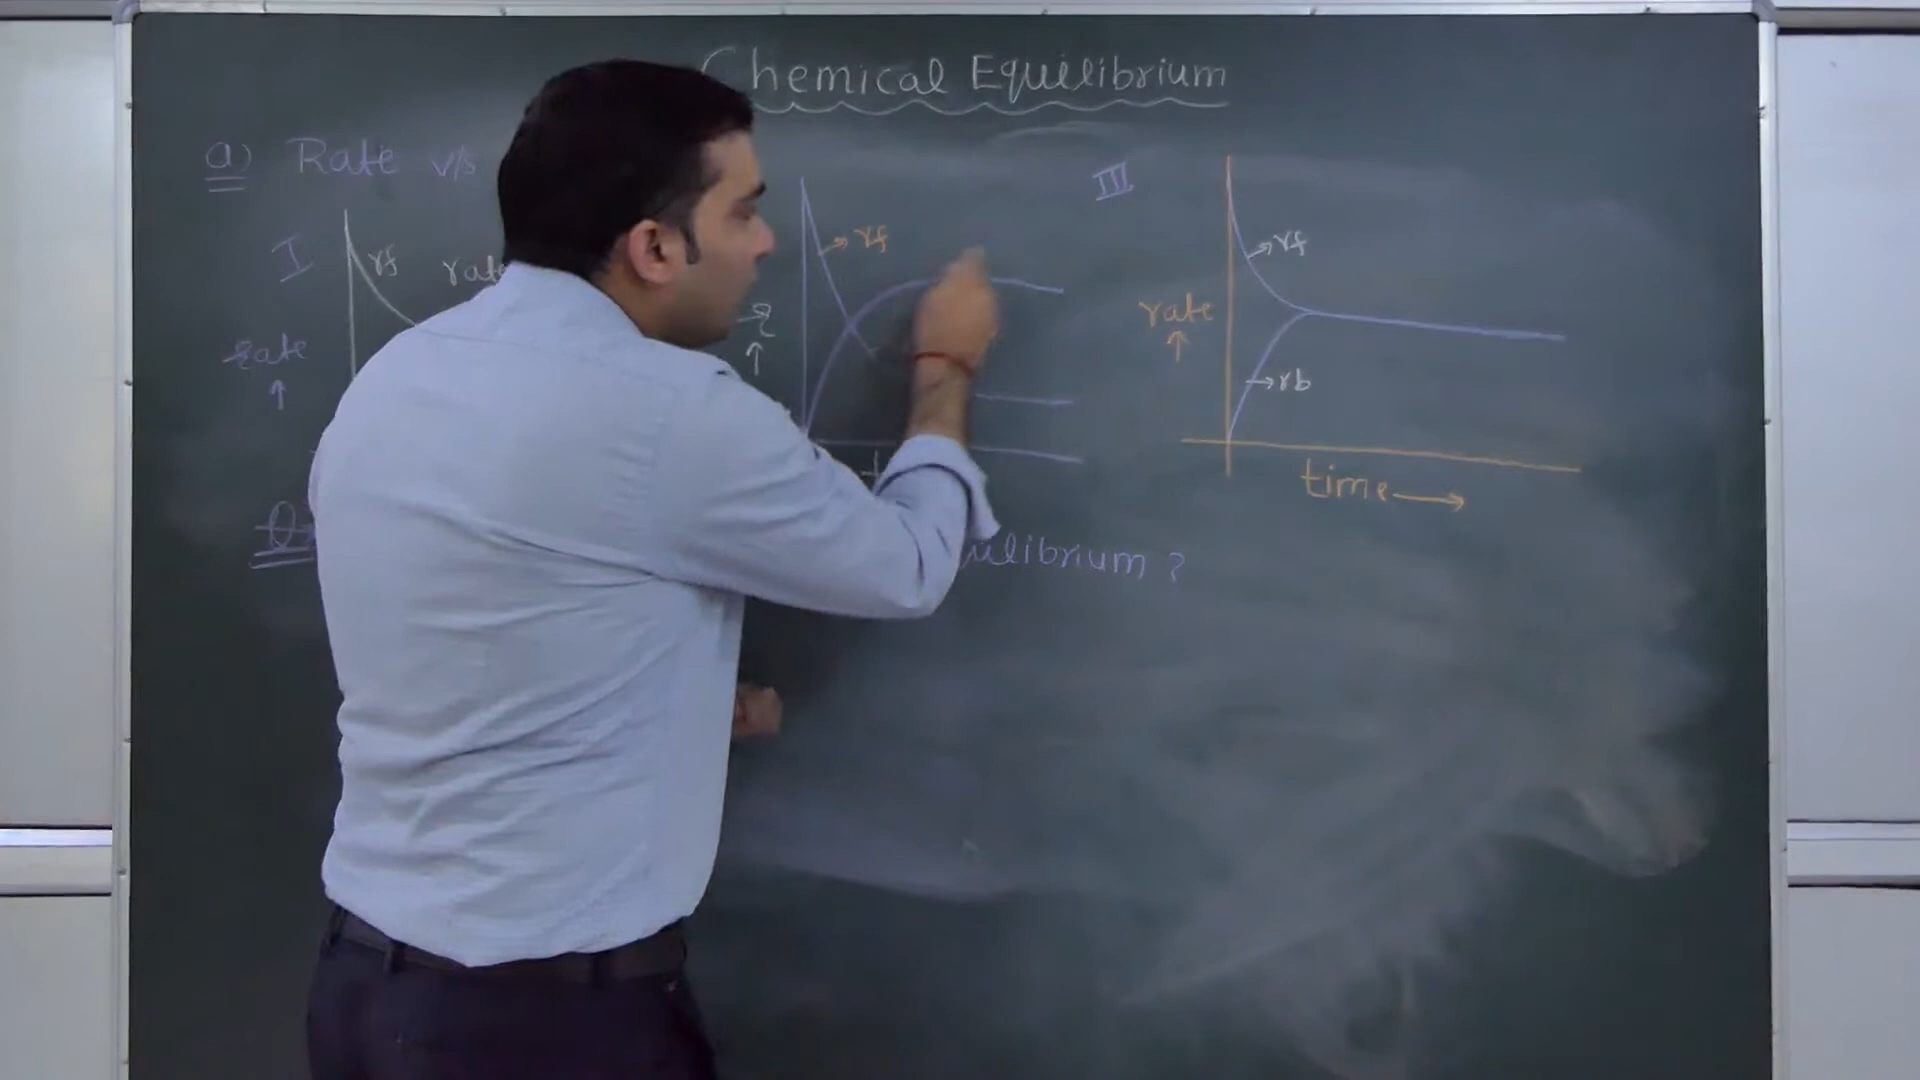 Chemical Equilibrium
a) Rate v/s
I
rf
rate
rate
↑
rf
↑
III
rf
rate
↑
→rb
time →
ulibrium ?